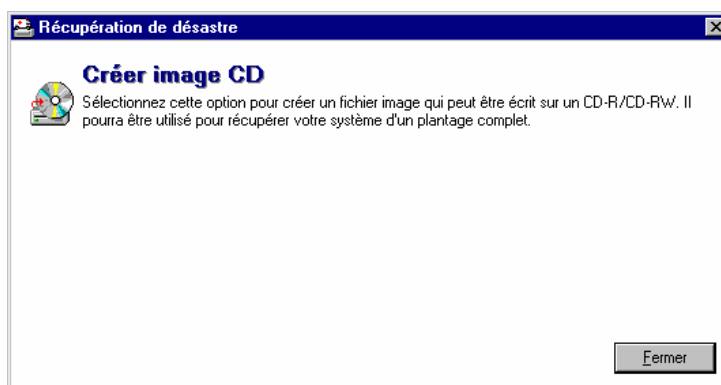 Récupération de désastre
Créer image CD
Sélectionnez cette option pour créer un fichier image qui peut être écrit sur un CD-R/CD-RW. Il
pourra être utilisé pour récupérer votre système d'un plantage complet.
Fermer